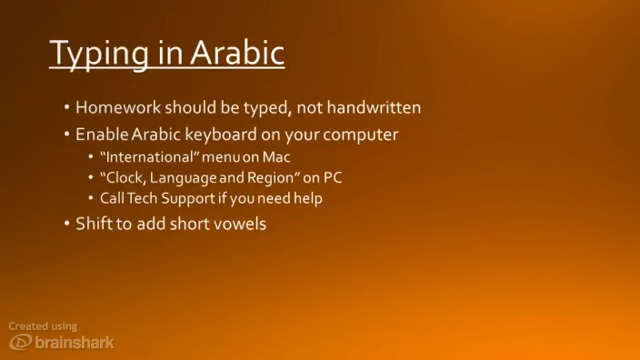 Typing in Arabic
• Homework should be typed, not handwritten
• Enable Arabic keyboard on your computer
• “International” menu on Mac
• “Clock, Language and Region” on PC
• Call Tech Support if you need help
• Shift to add short vowels
Created using
brainshark